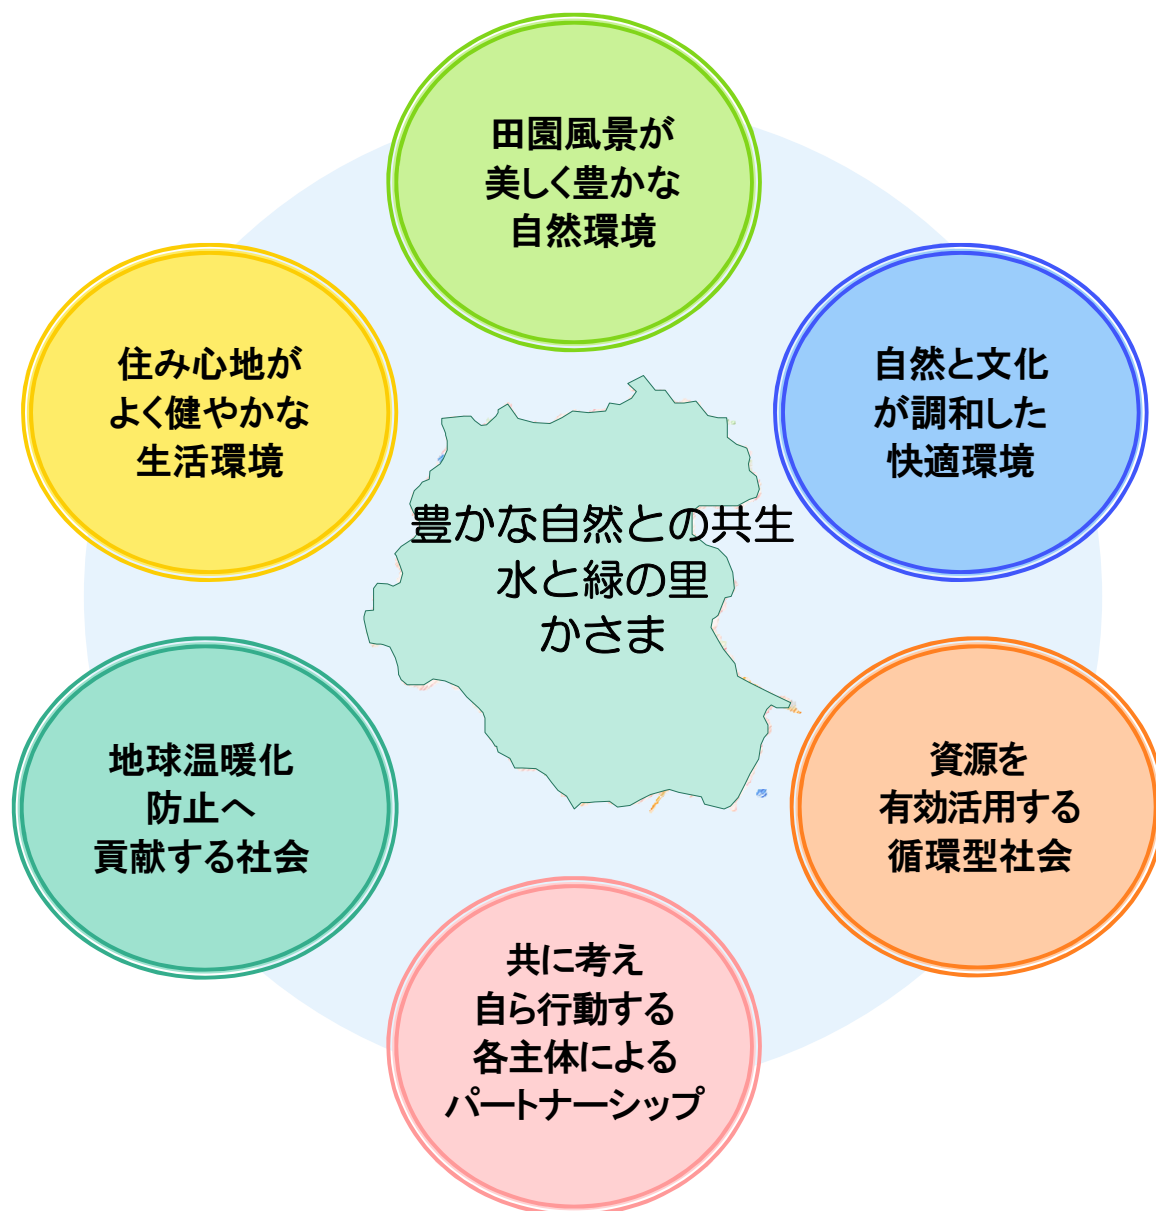 田園風景が
美しく豊かな
自然環境
住み心地が
よく健やかな
生活環境
自然と文化
が調和した
快適環境
豊かな自然との共生
水と緑の里
かさま
地球温暖化
防止へ
貢献する社会
資源を
有効活用する
循環型社会
共に考え
自ら行動する
各主体による
パートナーシップ